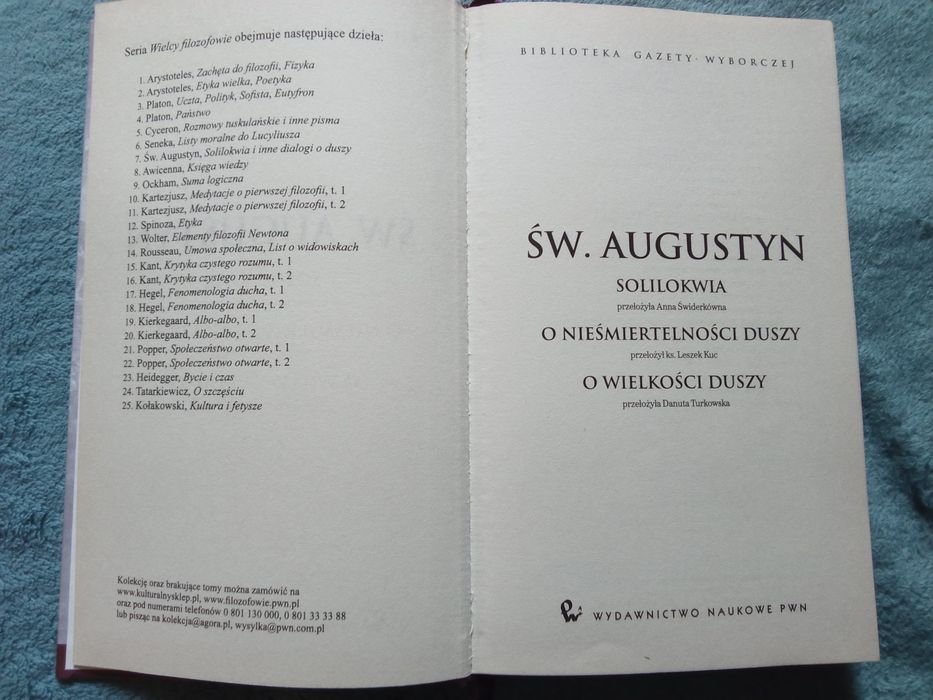 Seria Wielcy filozofowie obejmuje następujące dzieła:
1. Arystoteles, Zachęta do filozofii, Fizyka
2. Arystoteles, Etyka wielka, Poetyka
3. Platon, Uczta, Polityk, Sofista, Eutyfron
4. Platon, Państwo
5. Cyceron, Rozmowy tuskulańskie i inne pisma
6. Seneka, Listy moralne do Lucyliusza
7. Św. Augustyn, Solilokwia i inne dialogi o duszy
8. Awicenna, Księga wiedzy
9. Ockham, Suma logiczna
10. Kartezjusz, Medytacje o pierwszej filozofii, t. 1
11. Kartezjusz, Medytacje o pierwszej filozofii, t. 2
12. Spinoza, Etyka
13. Wolter, Elementy filozofii Newtona
14. Rousseau, Umowa społeczna, List o widowiskach
15. Kant, Krytyka czystego rozumu, t. 1
16. Kant, Krytyka czystego rozumu, t. 2
17. Hegel, Fenomenologia ducha, t. 1
18. Hegel, Fenomenologia ducha, t. 2
19. Kierkegaard, Albo-albo, t. 1
20. Kierkegaard, Albo-albo, t. 2
21. Popper, Społeczeństwo otwarte, t. 1
22. Popper, Społeczeństwo otwarte, t. 2
23. Heidegger, Bycie i czas
24. Tatarkiewicz, O szczęściu
25. Kołakowski, Kultura i fetysze
Kolekcję oraz brakujące tomy można zamówić na
www.kulturalnysklep.pl, www.filozofowie.pwn.pl
oraz pod numerami telefonów 0 801 130 000, 0 801 33 33 88
lub pisząc na kolekcja@agora.pl, wysylka@pwn.com.pl
BIBLIOTEKA GAZETY WYBORCZEJ
ŚW. AUGUSTYN
SOLILOKWIA
przełożyła Anna Świderkówna
O NIEŚMIERTELNOŚCI DUSZY
przełożył ks. Leszek Kuc
O WIELKOŚCI DUSZY
przełożyła Danuta Turkowska
WYDAWNICTWO NAUKOWE PWN